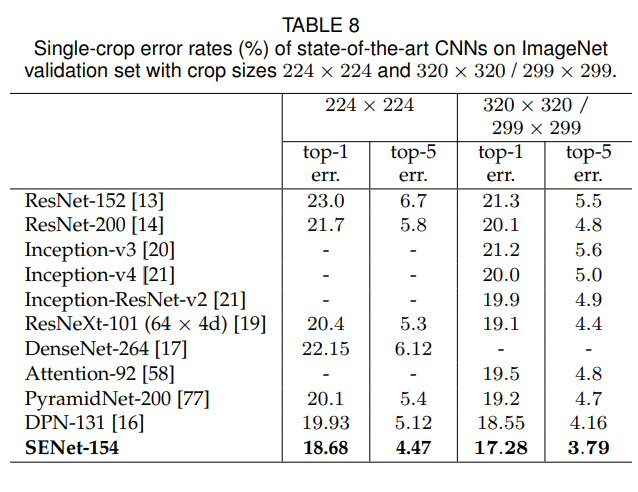 TABLE 8
Single-crop error rates (%) of state-of-the-art CNNs on ImageNet
validation set with crop sizes 224 × 224 and 320 × 320 / 299 × 299.
224 × 224 320 × 320 /
299 × 299
top-1 top-5 top-1 top-5
err. err. err. err.
ResNet-152 [13] 23.0 6.7 21.3 5.5
ResNet-200 [14] 21.7 5.8 20.1 4.8
Inception-v3 [20] - - 21.2 5.6
Inception-v4 [21] - - 20.0 5.0
Inception-ResNet-v2 [21] - - 19.9 4.9
ResNeXt-101 (64 × 4d) [19] 20.4 5.3 19.1 4.4
DenseNet-264 [17] 22.15 6.12 - -
Attention-92 [58] - - 19.5 4.8
PyramidNet-200 [77] 20.1 5.4 19.2 4.7
DPN-131 [16] 19.93 5.12 18.55 4.16
SENet-154 18.68 4.47 17.28 3.79